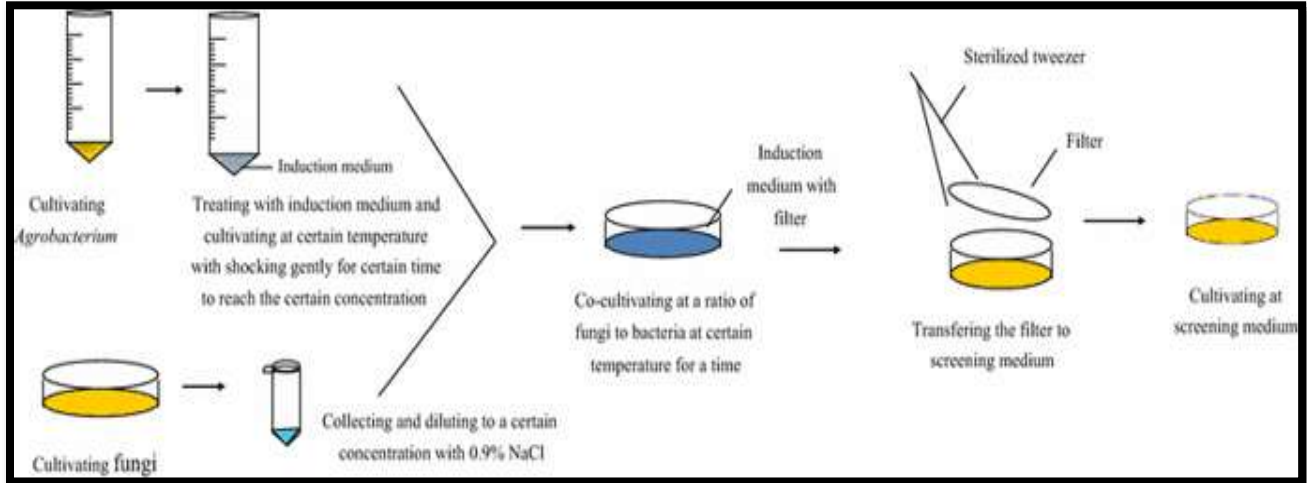 Cultivating
Agrobacterium
Induction medium
Treating with induction medium and
cultivating at certain temperature
with shocking gently for certain time
to reach the certain concentration
Cultivating fungi
Collecting and diluting to a certain
concentration with 0.9% NaCl
Induction
medium with
filter
Co-cultivating at a ratio of
fungi to bacteria at certain
temperature for a time
Sterilized tweezer
Filter
Transfering the filter to
screening medium
Cultivating at
screening medium